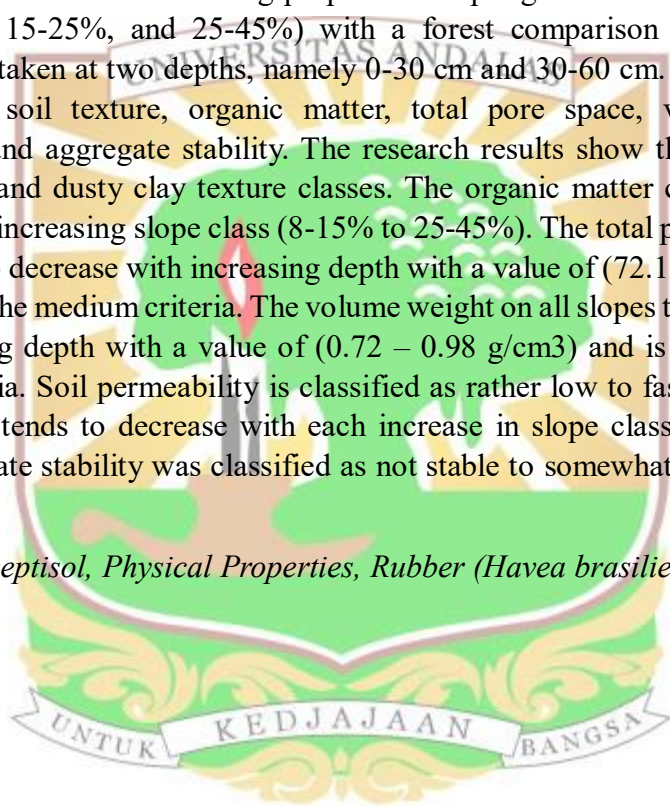 15-25%, and 25-45%) with a forest comparison
UNIVERSITAS ANDALAS
taken at two depths, namely 0-30 cm and 30-60 cm.
soil texture, organic matter, total pore space,
nd aggregate stability. The research results show
and dusty clay texture classes. The organic matter
increasing slope class (8-15% to 25-45%). The total
decrease with increasing depth with a value of (72.1
he medium criteria. The volume weight on all slopes
g depth with a value of (0.72 – 0.98 g/cm3) and is
ia. Soil permeability is classified as rather low to
tends to decrease with each increase in slope
ate stability was classified as not stable to somewhat
eptisol, Physical Properties, Rubber (Havea
UNTUK KEDJAJAAN BANGSA